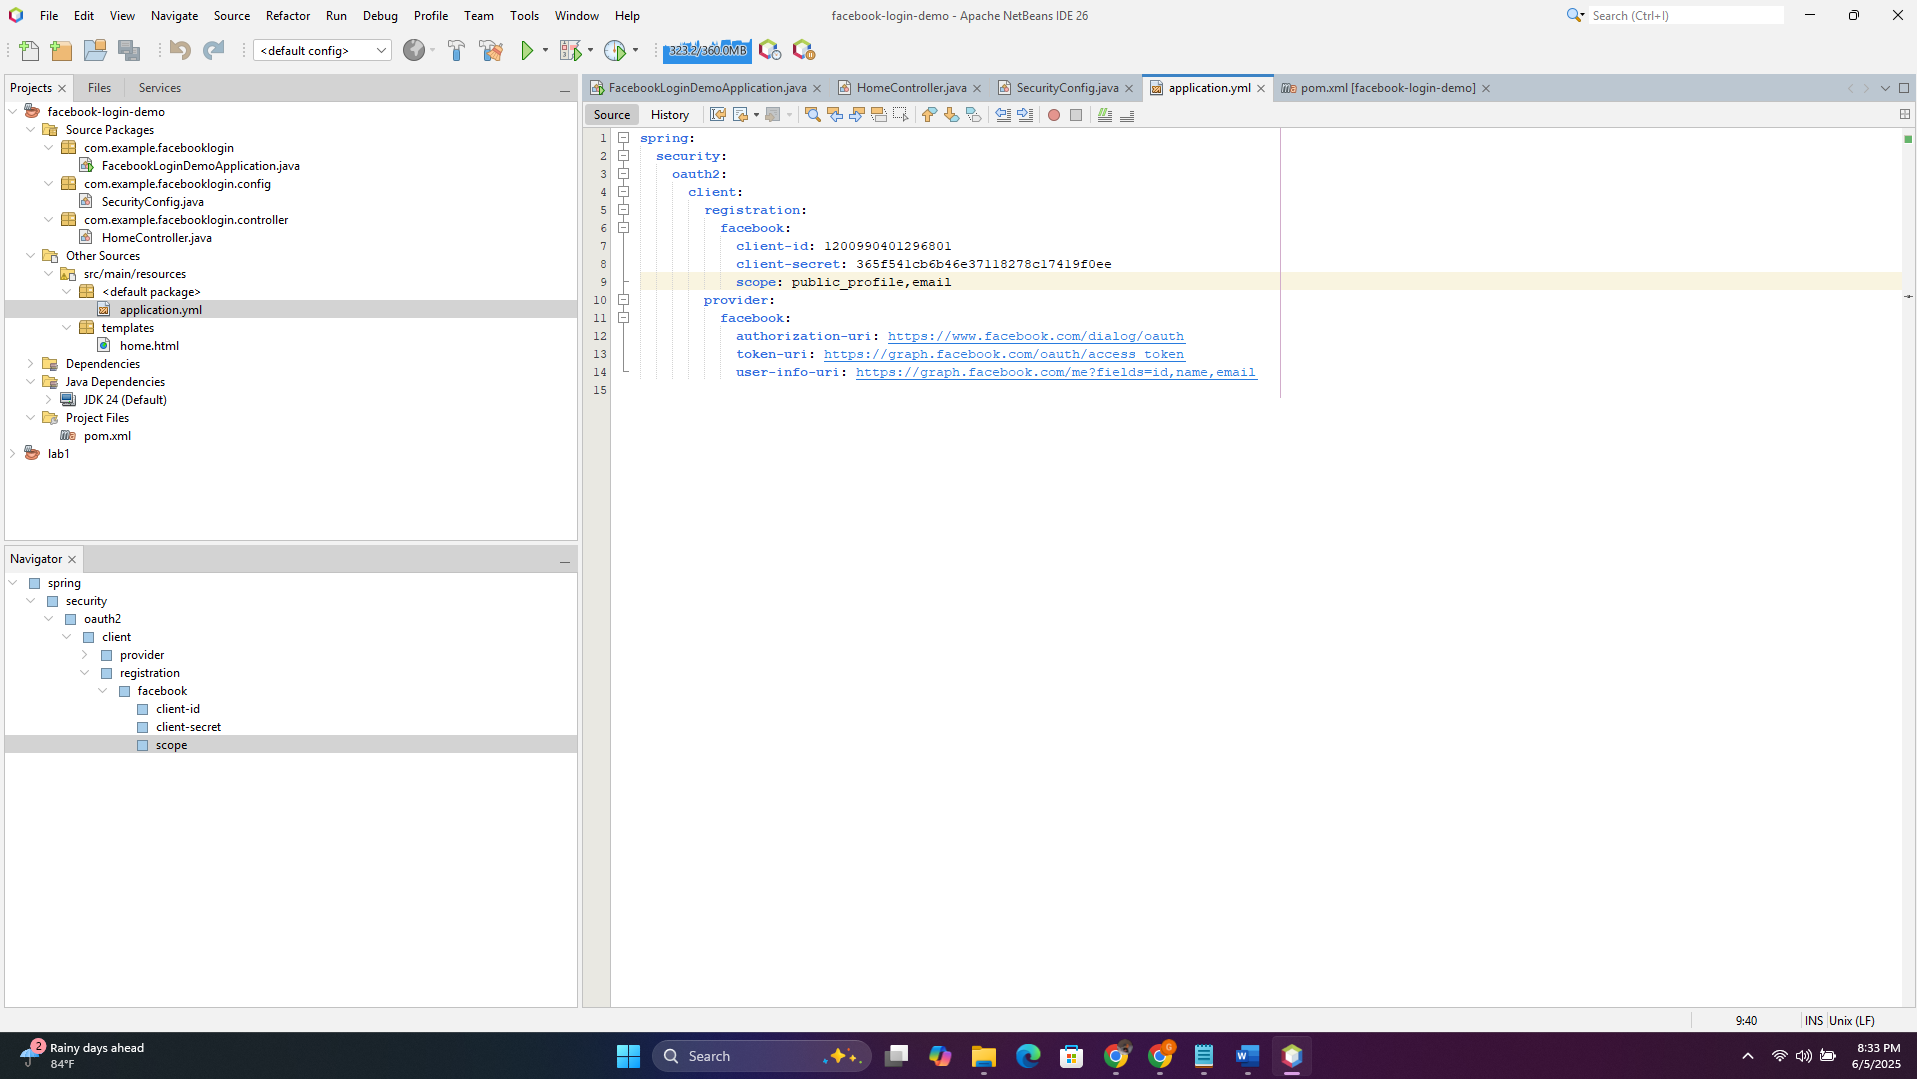 File Edit View Navigate Source Refactor Run Debug Profile Team Tools Window Help
facebook-login-demo - Apache NetBeans IDE 26
Search (Ctrl+I)
<default config>
323.2/360.0MB
Projects Files Services
facebook-login-demo
Source Packages
com.example.facebooklogin
FacebookLoginDemoApplication.java
com.example.facebooklogin.config
SecurityConfig.java
com.example.facebooklogin.controller
HomeController.java
Other Sources
src/main/resources
<default package>
application.yml
templates
home.html
Dependencies
Java Dependencies
JDK 24 (Default)
Project Files
pom.xml
lab1
Navigator
spring
security
oauth2
client
provider
registration
facebook
client-id
client-secret
scope
FacebookLoginDemoApplication.java HomeController.java SecurityConfig.java application.yml pom.xml [facebook-login-demo]
Source History
1 spring:
2 security:
3 oauth2:
4 client:
5 registration:
6 facebook:
7 client-id: 1200990401296801
8 client-secret: 365f541cb6b46e37118278c17419f0ee
9 scope: public_profile,email
10 provider:
11 facebook:
12 authorization-uri: https://www.facebook.com/dialog/oauth
13 token-uri: https://graph.facebook.com/oauth/access_token
14 user-info-uri: https://graph.facebook.com/me?fields=id,name,email
15
9:40 INS Unix (LF)
2
Rainy days ahead
84°F
Search
G
8:33 PM
6/5/2025